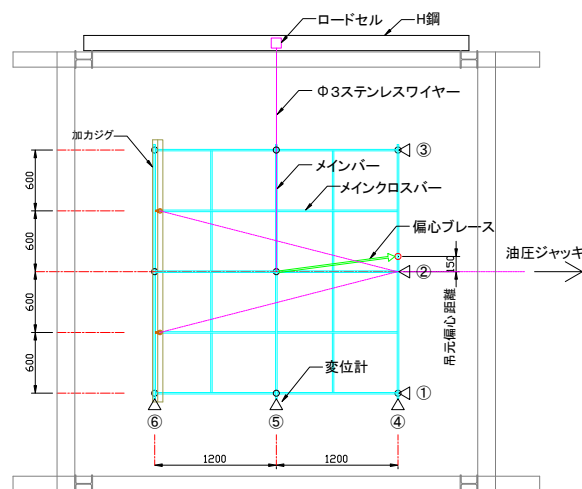 ロードセル
H鋼
Φ3ステンレスワイヤー
加力ジグ
③
メインバー
メインクロスバー
偏心ブレース
油圧ジャッキ
②
150
吊元偏心距離
600
600
600
600
変位計
①
⑥
⑤
④
1200
1200